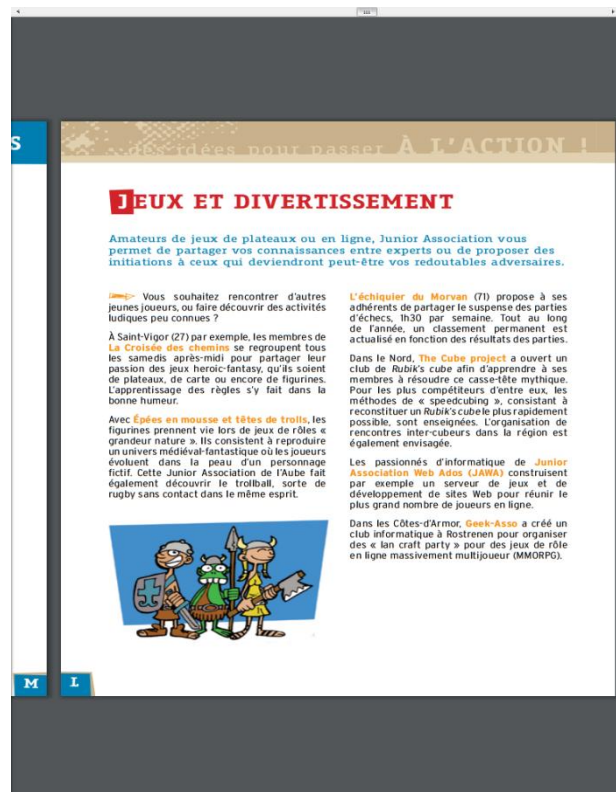 S
des idées pour passer À L'ACTION !
JEUX ET DIVERTISSEMENT
Amateurs de jeux de plateaux ou en ligne, Junior Association vous
permet de partager vos connaissances entre experts ou de proposer des
initiations à ceux qui deviendront peut-être vos redoutables adversaires.
Vous souhaitez rencontrer d'autres
jeunes joueurs, ou faire découvrir des activités
ludiques peu connues ?
À Saint-Vigor (27) par exemple, les membres de
La Croisée des chemins se regroupent tous
les samedis après-midi pour partager leur
passion des jeux heroic-fantasy, qu'ils soient
de plateaux, de carte ou encore de figurines.
L'apprentissage des règles s'y fait dans la
bonne humeur.
Avec Épées en mousse et têtes de trolls, les
figurines prennent vie lors de jeux de rôles «
grandeur nature ». Ils consistent à reproduire
un univers médiéval-fantastique où les joueurs
évoluent dans la peau d'un personnage
fictif. Cette Junior Association de l'Aube fait
également découvrir le trollball, sorte de
rugby sans contact dans le même esprit.
L'échiquier du Morvan (71) propose à ses
adhérents de partager le suspense des parties
d'échecs, 1h30 par semaine. Tout au long
de l'année, un classement permanent est
actualisé en fonction des résultats des parties.
Dans le Nord, The Cube project a ouvert un
club de Rubik's cube afin d'apprendre à ses
membres à résoudre ce casse-tête mythique.
Pour les plus compétiteurs d'entre eux, les
méthodes de « speedcubing », consistant à
reconstituer un Rubik's cube le plus rapidement
possible, sont enseignées. L'organisation de
rencontres inter-cubeurs dans la région est
également envisagée.
Les passionnés d'informatique de Junior
Association Web Ados (JAWA) construisent
par exemple un serveur de jeux et de
développement de sites Web pour réunir le
plus grand nombre de joueurs en ligne.
Dans les Côtes-d'Armor, Geek-Asso a créé un
club informatique à Rostrenen pour organiser
des « lan craft party » pour des jeux de rôle
en ligne massivement multijoueur (MMORPG).
M
L